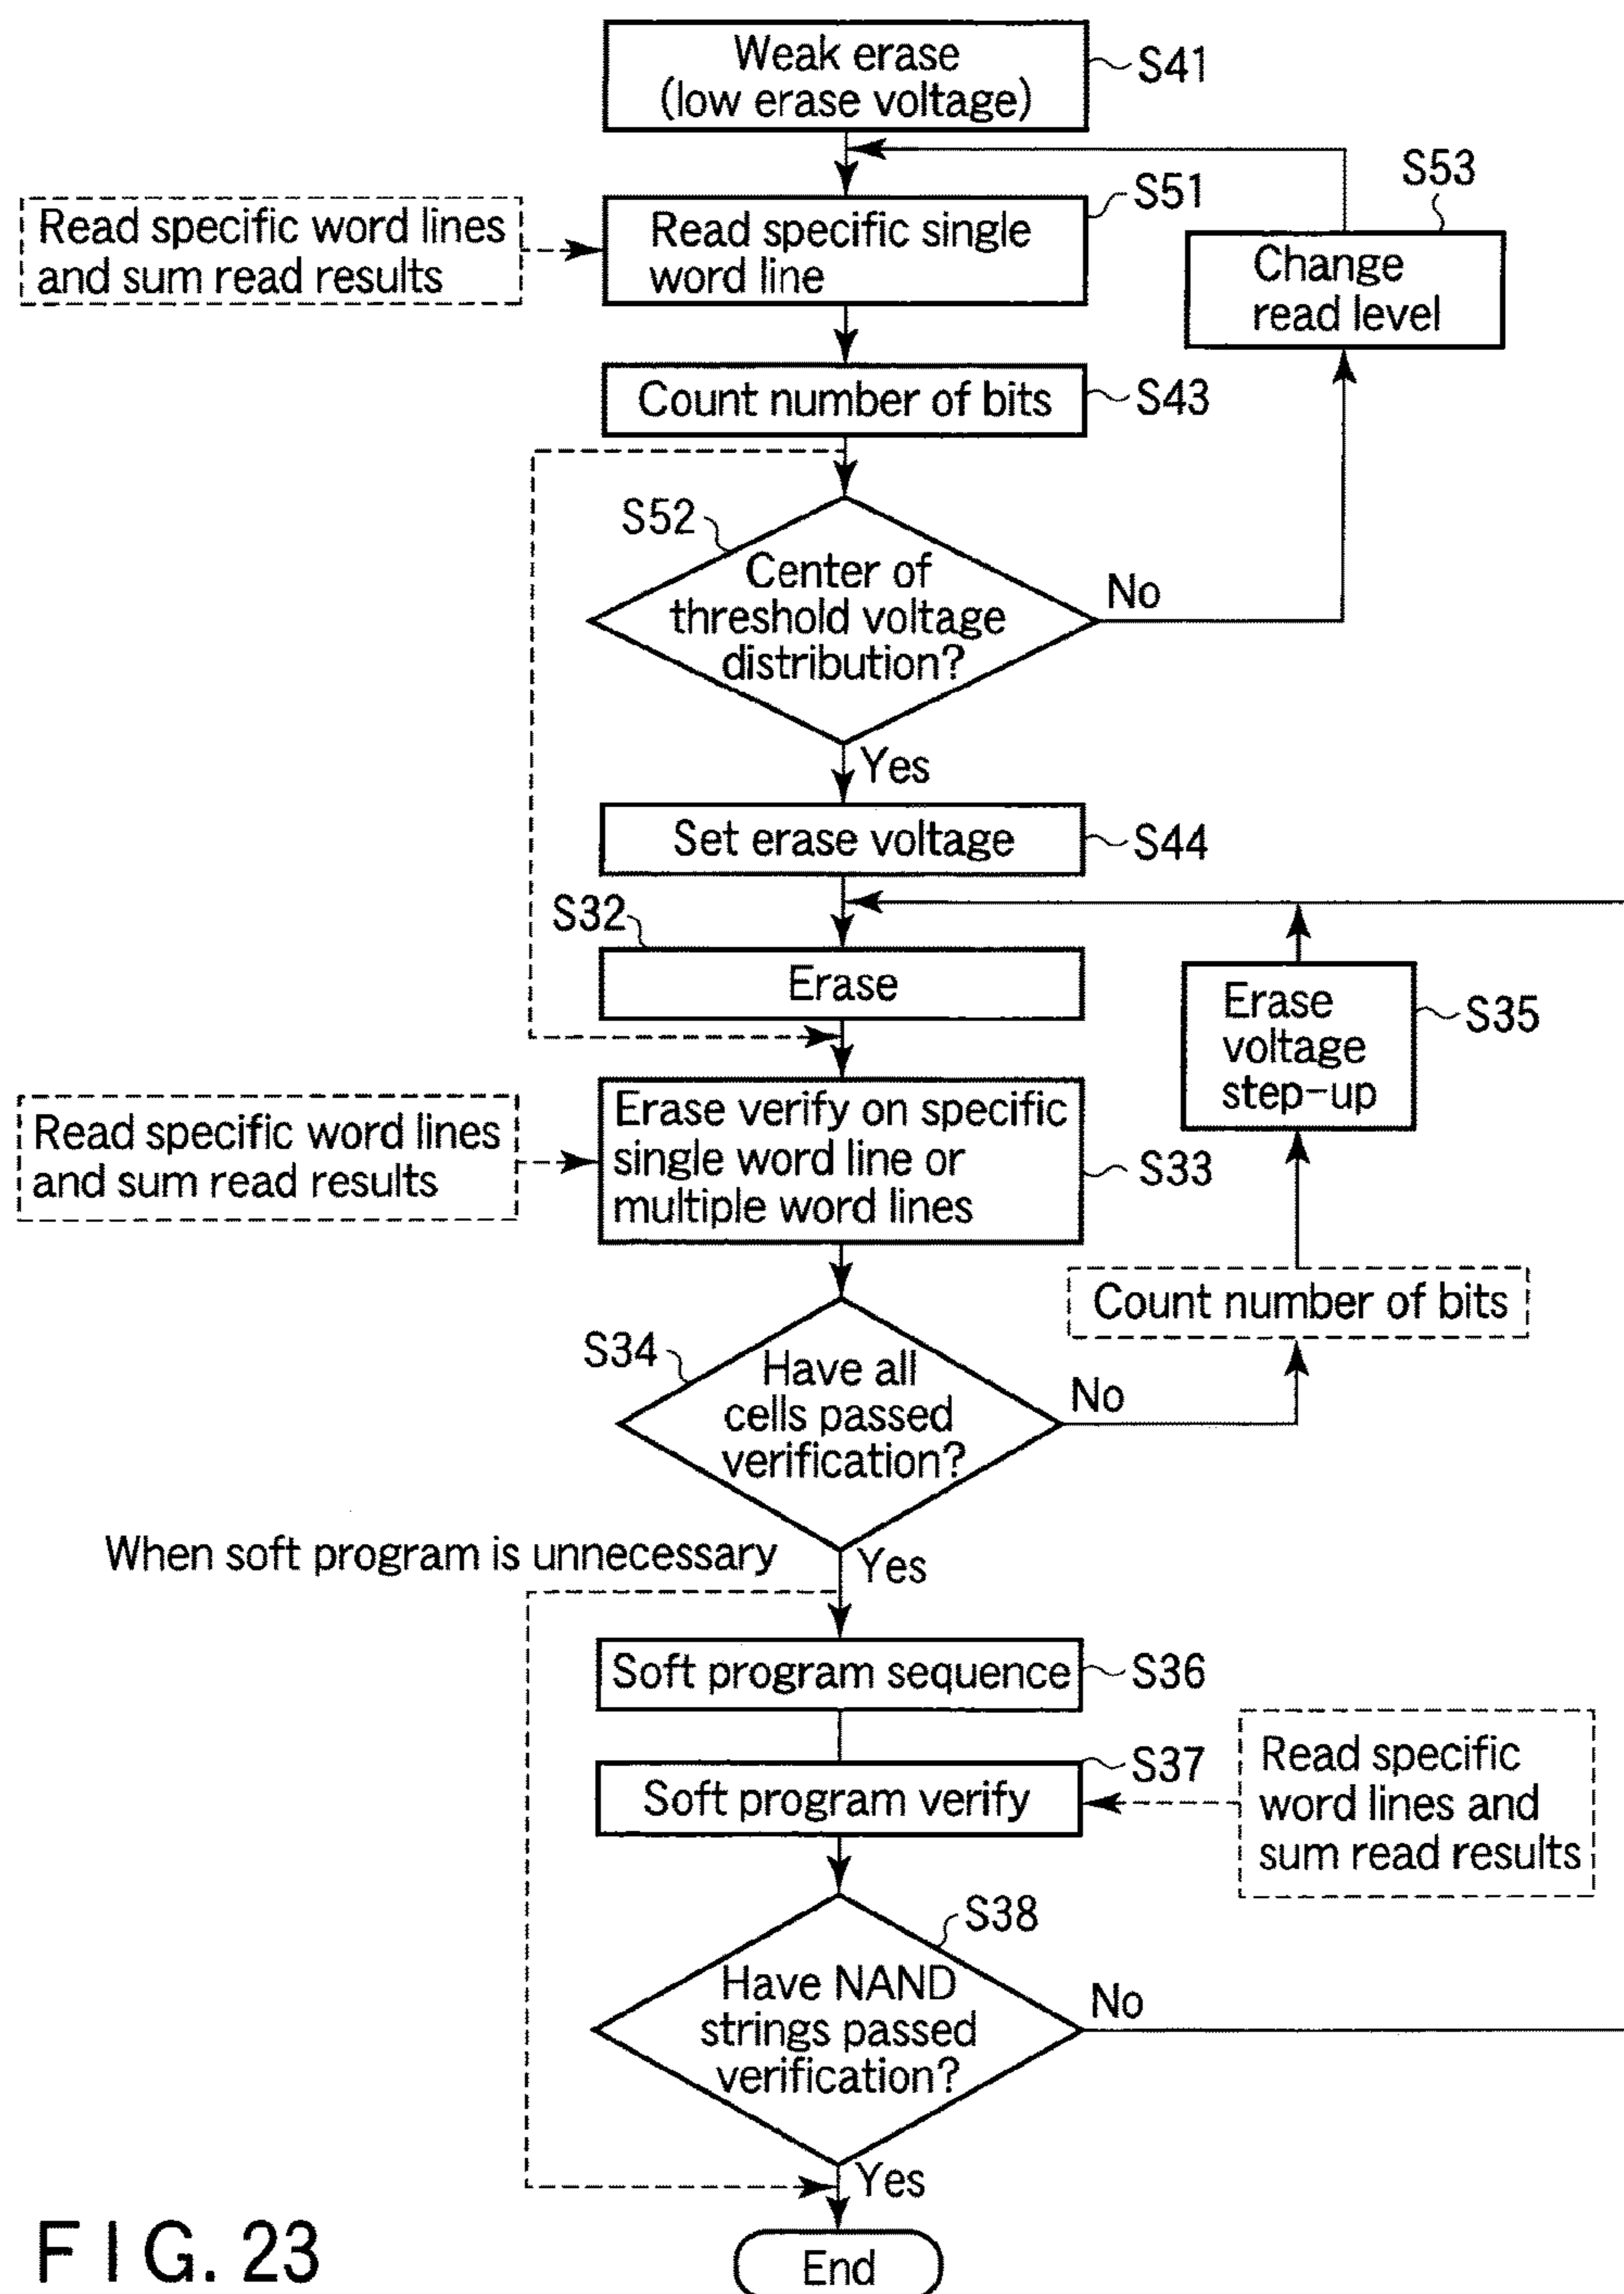 Weak erase
(low erase voltage)
S41
S53
Read specific word lines
and sum read results
Read specific single
word line
S51
Change
read level
Count number of bits
S43
S52
Center of
threshold voltage
distribution?
No
Yes
Set erase voltage
S44
S32
Erase
Erase
voltage
step-up
S35
Read specific word lines
and sum read results
Erase verify on specific
single word line or
multiple word lines
S33
Count number of bits
S34
Have all
cells passed
verification?
No
When soft program is unnecessary
Yes
Soft program sequence
S36
Soft program verify
S37
Read specific
word lines and
sum read results
S38
Have NAND
strings passed
verification?
No
Yes
End
FIG. 23